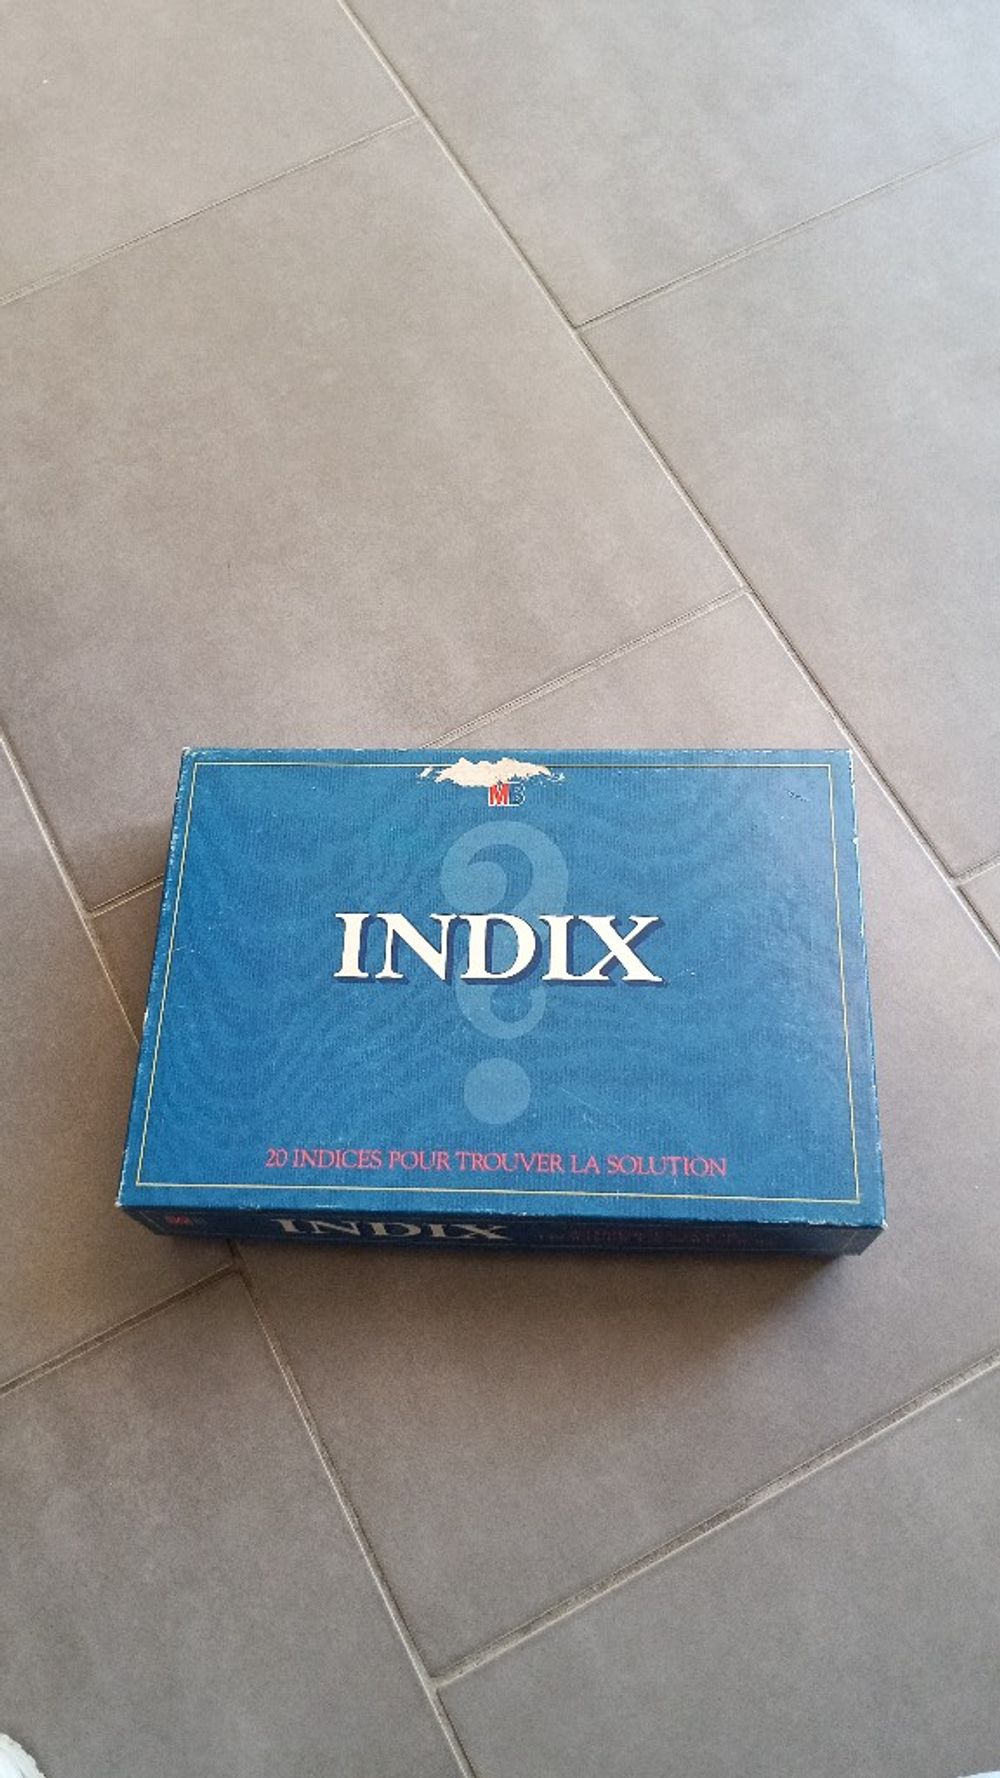 MB
INDIX
20 INDICES POUR TROUVER LA SOLUTION
MB INDIX